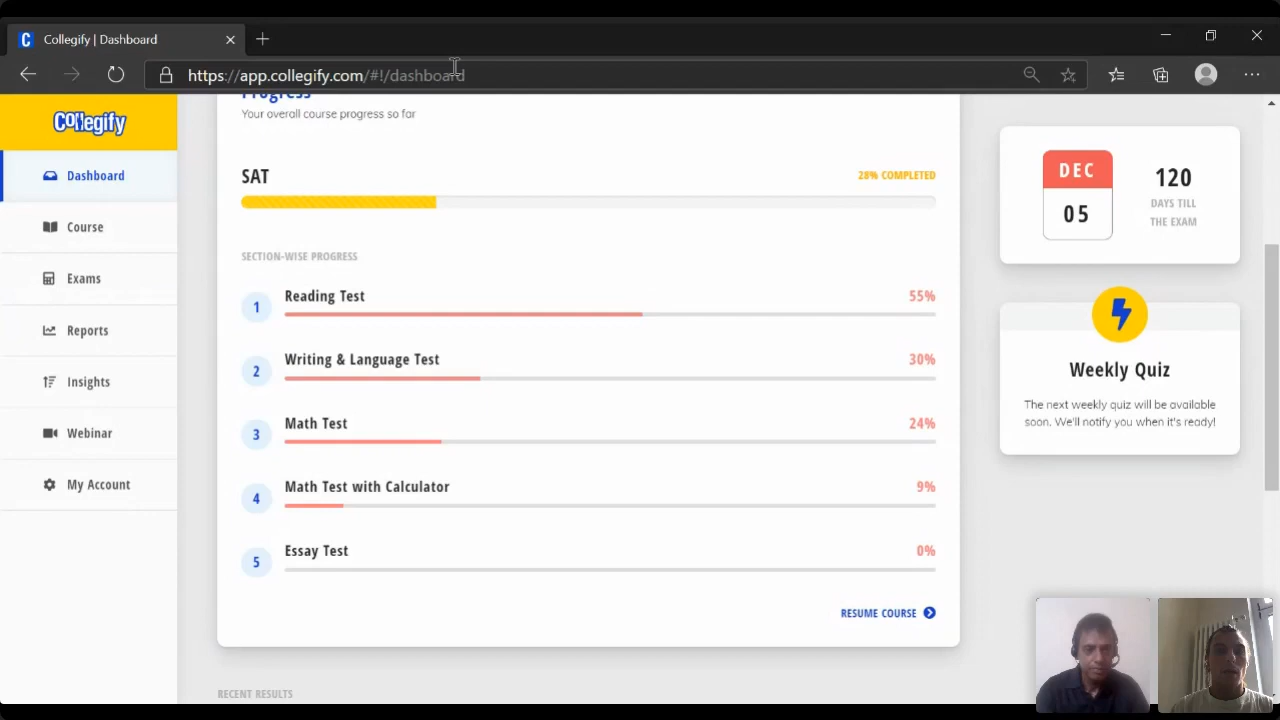 Collegify | Dashboard
https://app.collegify.com/#!/dashboard
Collegify
Dashboard
Course
Exams
Reports
Insights
Webinar
My Account
Progress
Your overall course progress so far
SAT
28% COMPLETED
SECTION-WISE PROGRESS
1 Reading Test 55%
2 Writing & Language Test 30%
3 Math Test 24%
4 Math Test with Calculator 9%
5 Essay Test 0%
RESUME COURSE
RECENT RESULTS
DEC
05
120
DAYS TILL
THE EXAM
Weekly Quiz
The next weekly quiz will be available
soon. We'll notify you when it's ready!